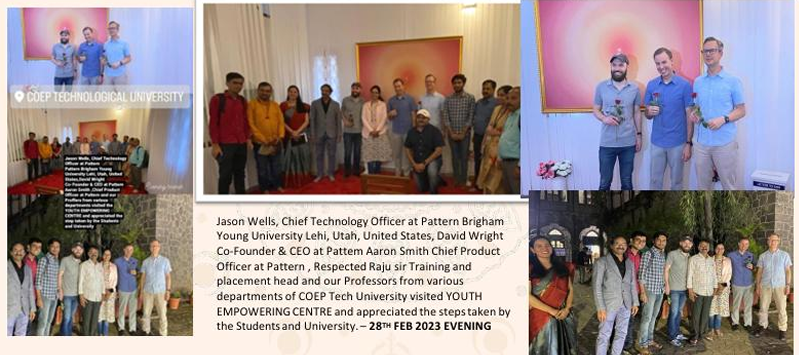 COEP TECHNOLOGICAL UNIVERSITY
Jason Wells, Chief Technology
Officer at Pattern
Pattern Brigham Young
University Lehi, Utah, United
States,David Wright
Co-Founder & CEO at Pattem
Aaron Smith ,Chief Product
Officer at Pattern and our
Proffers from various
departments visited the
YOUTH EMPOWERING
CENTRE and appreciated the
step taken by the Students
and University
Jason Wells, Chief Technology Officer at Pattern Brigham
Young University Lehi, Utah, United States, David Wright
Co-Founder & CEO at Pattem Aaron Smith Chief Product
Officer at Pattern , Respected Raju sir Training and
placement head and our Professors from various
departments of COEP Tech University visited YOUTH
EMPOWERING CENTRE and appreciated the steps taken by
the Students and University. – 28TH FEB 2023 EVENING